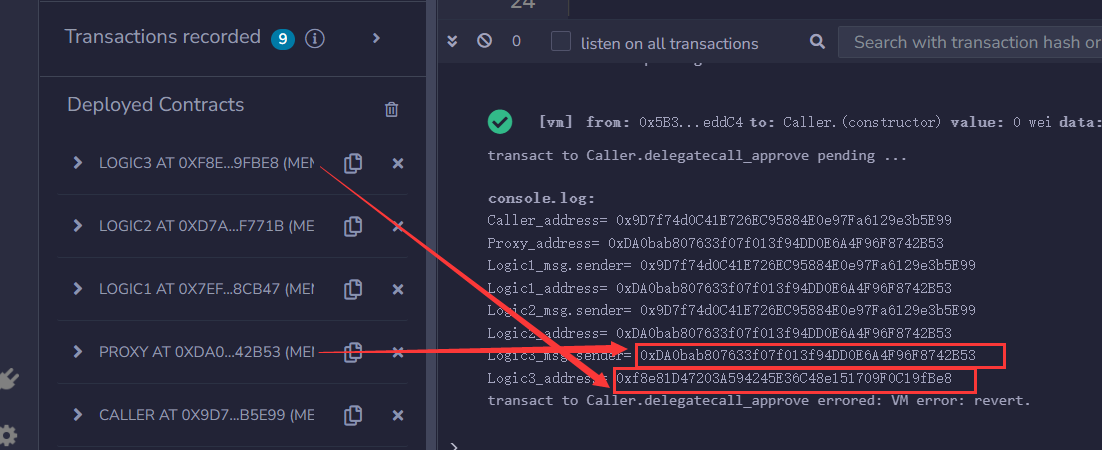 Transactions recorded 9
Deployed Contracts
LOGIC3 AT 0XF8E...9FBE8 (MEM
LOGIC2 AT 0XD7A...F771B (ME
LOGIC1 AT 0X7EF...8CB47 (MEM
PROXY AT 0XDA0...42B53 (MEM
CALLER AT 0X9D7...B5E99 (ME
24
0 listen on all transactions Search with transaction hash or
[vm] from: 0x5B3...eddC4 to: Caller.(constructor) value: 0 wei data:
transact to Caller.delegatecall_approve pending ...
console.log:
Caller_address= 0x9D7f74d0C41E726EC95884E0e97Fa6129e3b5E99
Proxy_address= 0xDA0bab807633f07f013f94DD0E6A4F96F8742B53
Logic1_msg.sender= 0x9D7f74d0C41E726EC95884E0e97Fa6129e3b5E99
Logic1_address= 0xDA0bab807633f07f013f94DD0E6A4F96F8742B53
Logic2_msg.sender= 0x9D7f74d0C41E726EC95884E0e97Fa6129e3b5E99
Logic2_address= 0xDA0bab807633f07f013f94DD0E6A4F96F8742B53
Logic3_msg.sender= 0xDA0bab807633f07f013f94DD0E6A4F96F8742B53
Logic3_address= 0xf8e81D47203A594245E36C48e151709F0C19fBe8
transact to Caller.delegatecall_approve errored: VM error: revert.
>